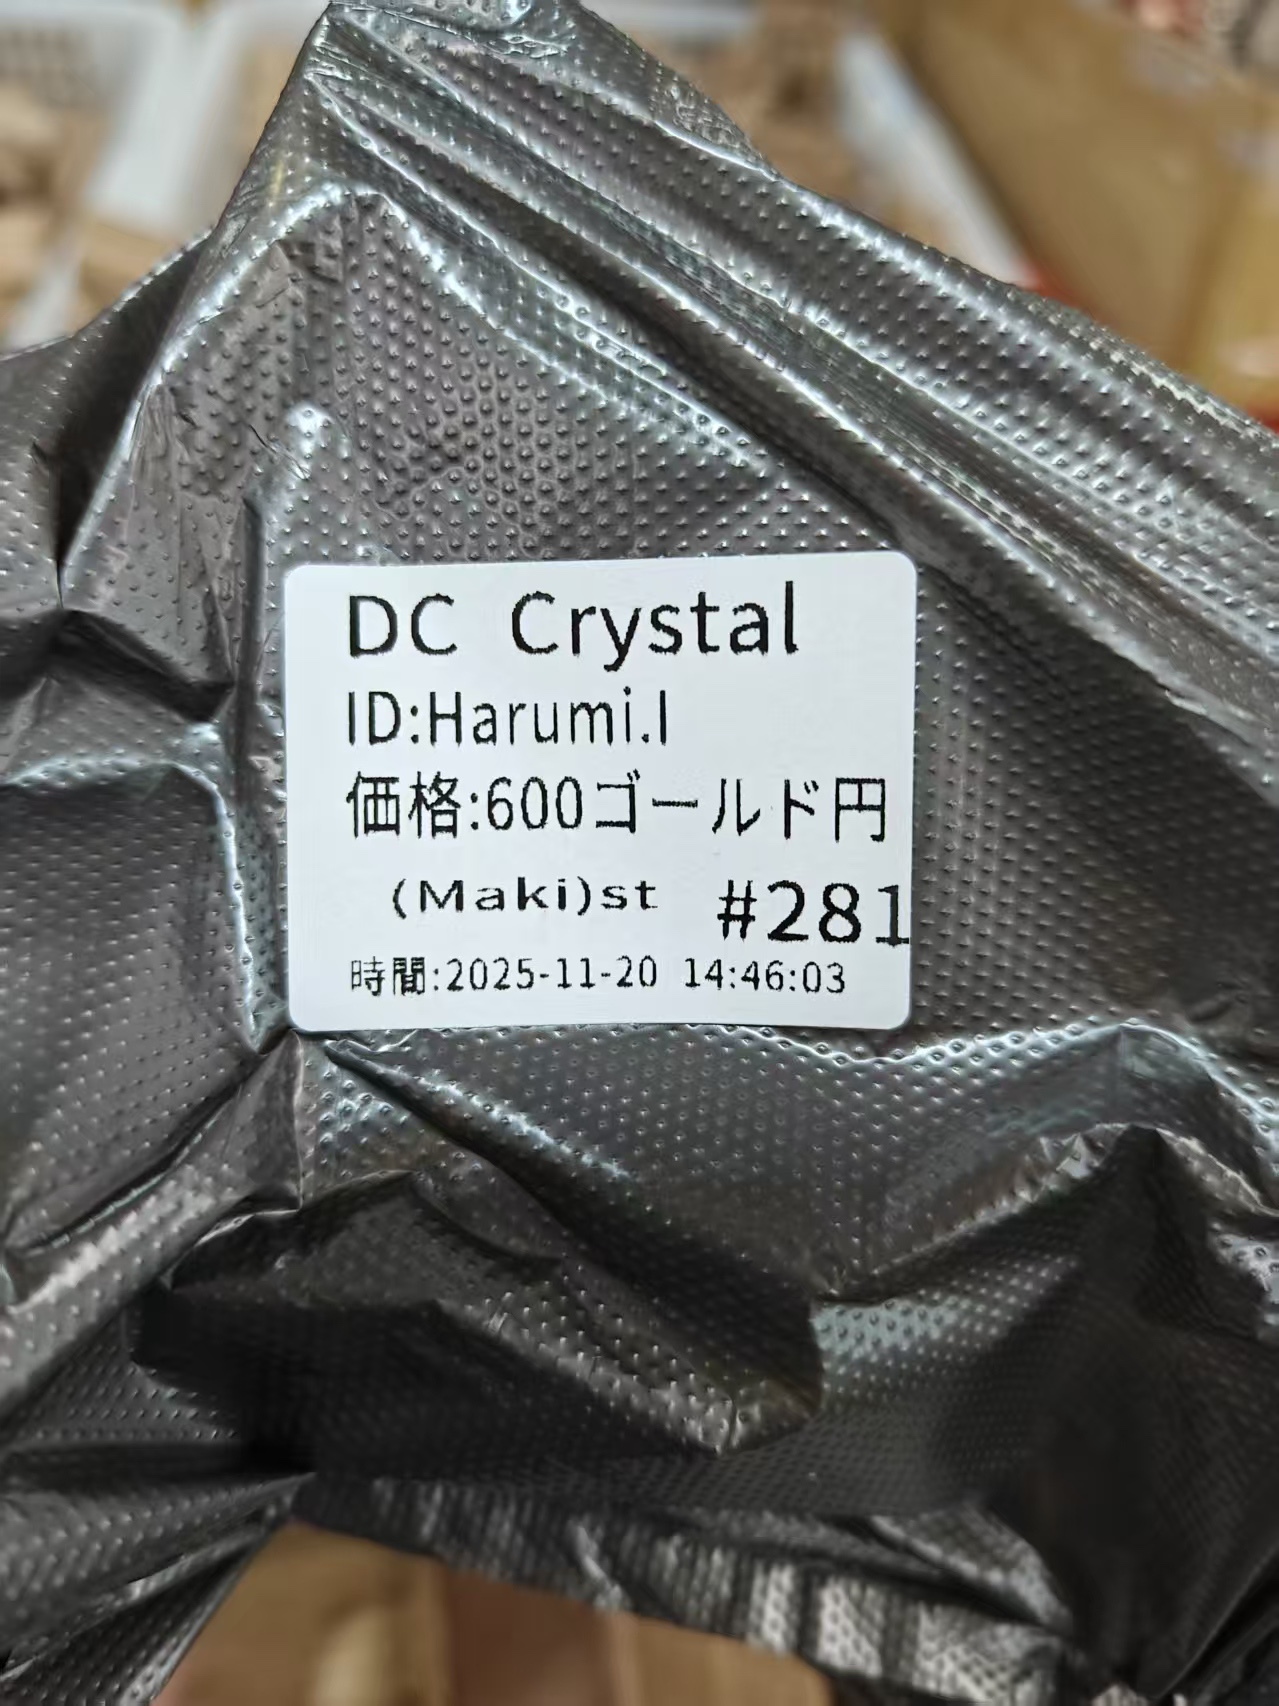 DC Crystal
ID:Harumi.I
価格:600ゴールド円
(Maki)st #281
時間:2025-11-20 14:46:03